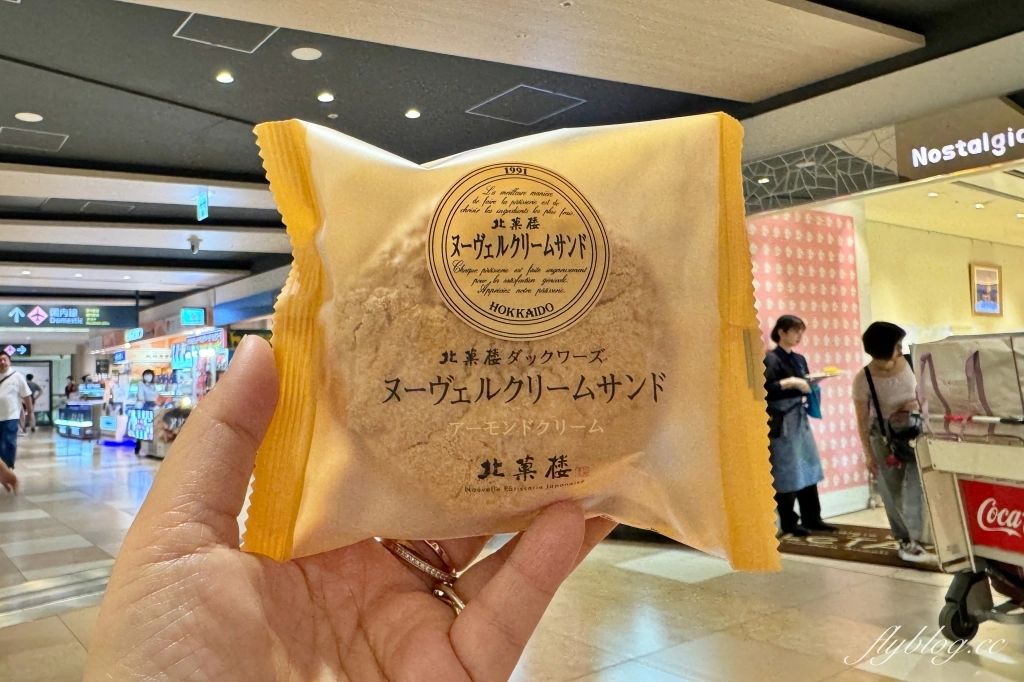 Nostalgic
国内線
Domestic
1991
La meilleure manière
de faire la pâtisserie est de
choisir les ingrédients les plus frais.
北菓楼
ヌーヴェルクリームサンド
Chaque pâtisserie est faite soigneusement
pour la satisfaction générale.
Appréciez notre pâtisserie.
HOKKAIDO
北菓楼ダックワーズ
ヌーヴェルクリームサンド
アーモンドクリーム
北菓楼
Nouvelle Pâtisserie Japonaise
Coca
flyblog.cc